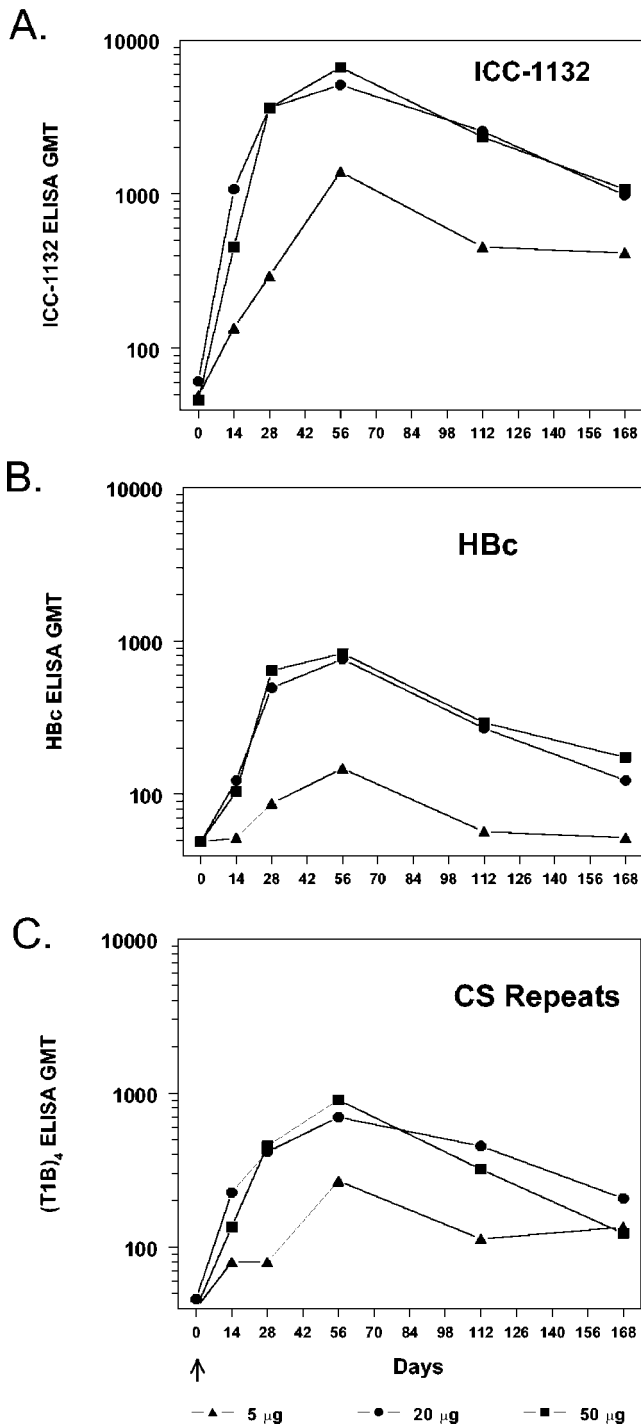 A.
ICC-1132
ICC-1132 ELISA GMT
10000
1000
100
0 14 28 42 56 70 84 98 112 126 140 56 168
B.
HBc
HBc ELISA GMT
10000
1000
100
0 14 28 42 56 70 84 98 112 126 140 56 168
C.
CS Repeats
(T1B)₄ ELISA GMT
10000
1000
100
0 14 28 42 56 70 84 98 112 126 140 56 168
Days
5 μg 20 μg 50 μg